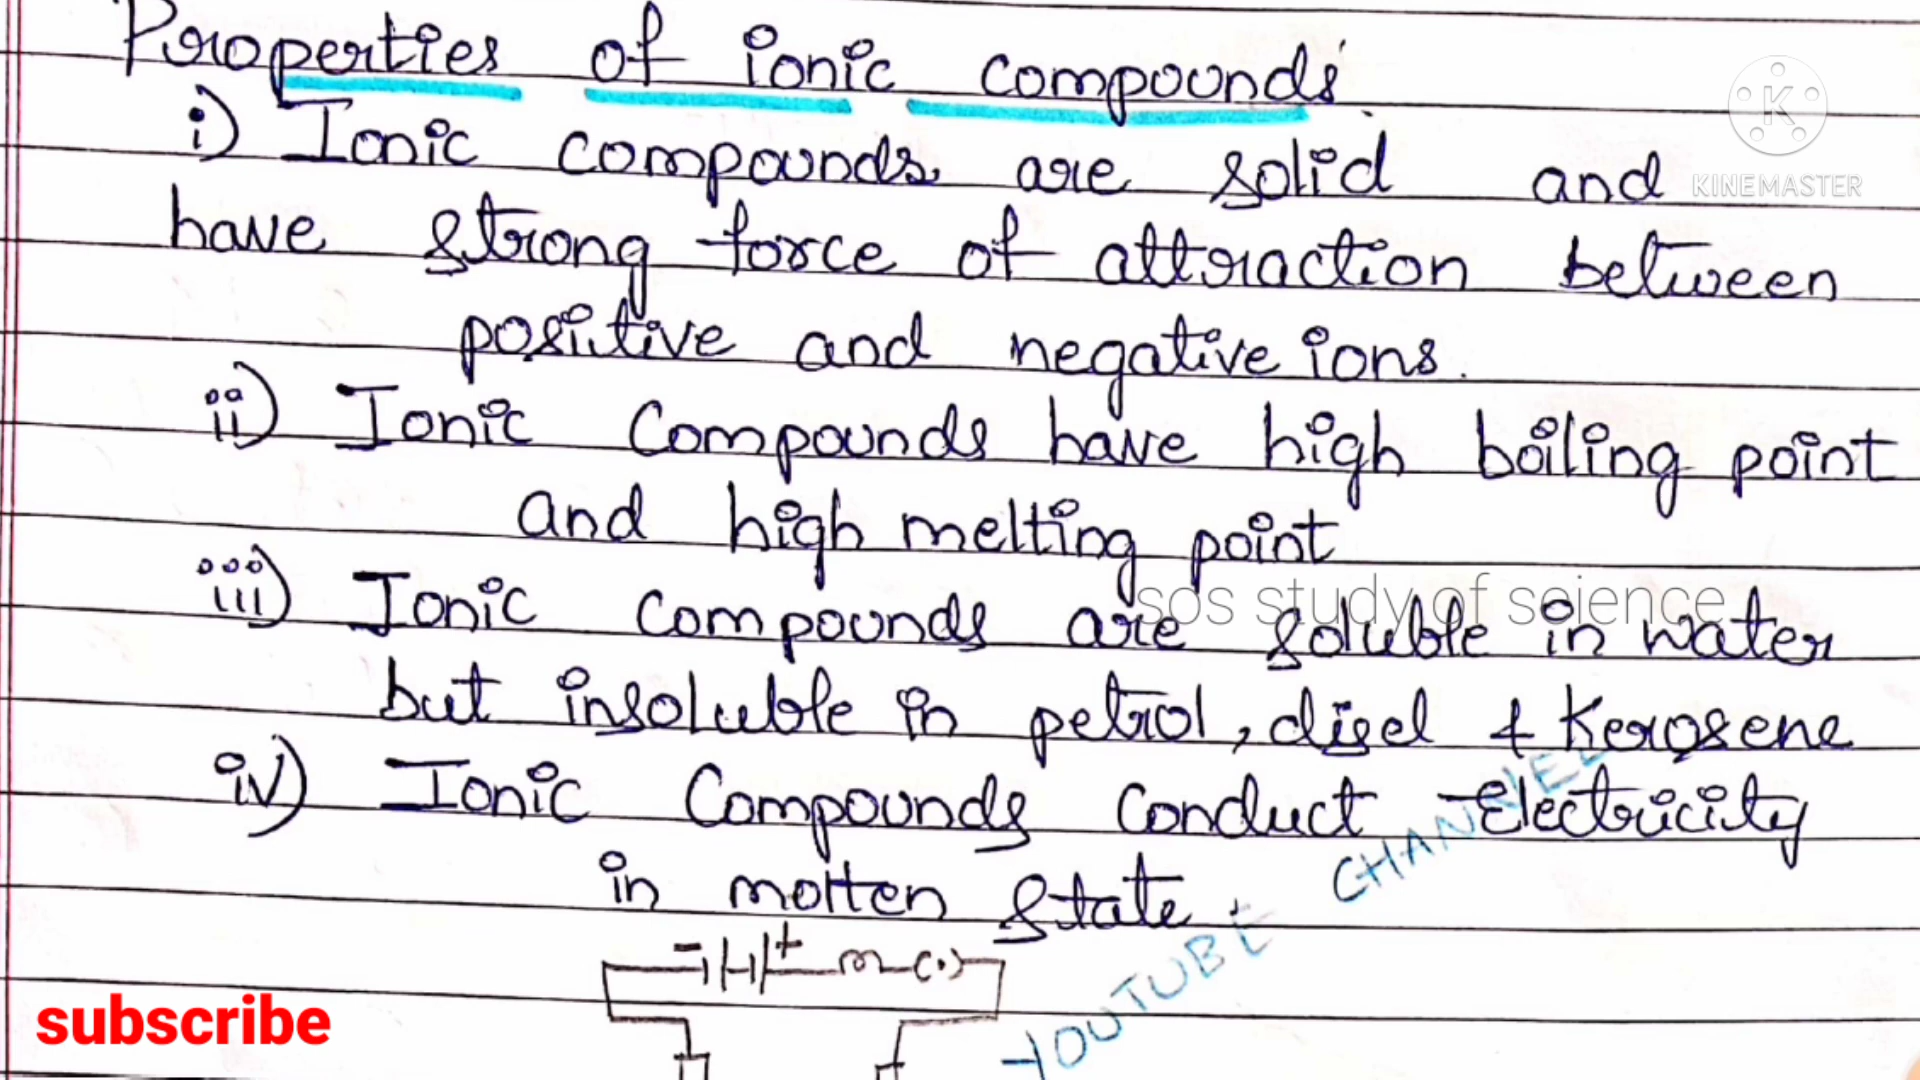 Properties of ionic compounds
i) Ionic compounds are solid and
KINEMASTER
have strong force of attraction between
positive and negative ions.
ii) Ionic Compounds have high boiling point
and high melting point
sos study of science
iii) Ionic compounds are soluble in water
but insoluble in petrol, disel & Kerosene
iv) Ionic Compounds Conduct Electricity
in molten state.
- +
(.)
YOUTUBE CHANNEL
subscribe